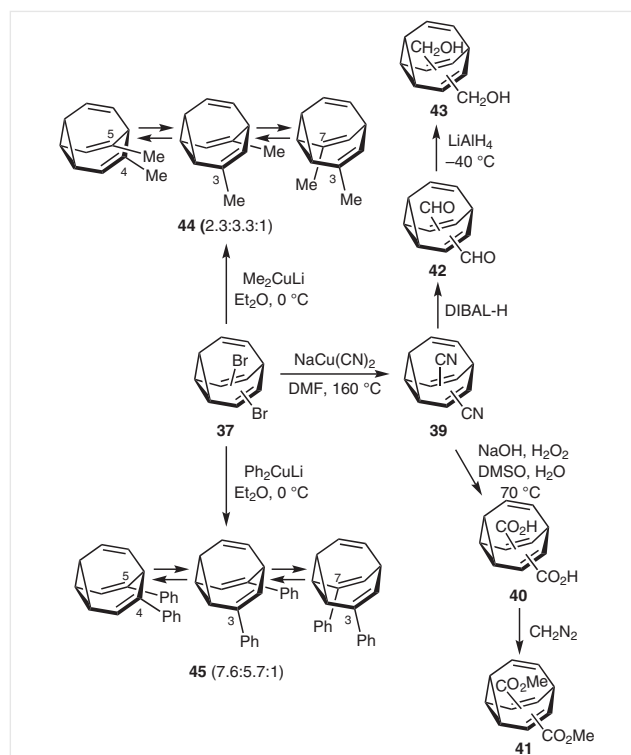 CH₂OH
CH₂OH
43
LiAlH₄
–40 °C
5
Me
4
Me
Me
3
Me
7
Me
3
Me
44 (2.3:3.3:1)
CHO
CHO
42
Me₂CuLi
Et₂O, 0 °C
DIBAL-H
Br
Br
37
NaCu(CN)₂
DMF, 160 °C
CN
CN
39
Ph₂CuLi
Et₂O, 0 °C
NaOH, H₂O₂
DMSO, H₂O
70 °C
5
Ph
4
Ph
Ph
3
Ph
7
Ph
3
Ph
45 (7.6:5.7:1)
CO₂H
CO₂H
40
CH₂N₂
CO₂Me
CO₂Me
41